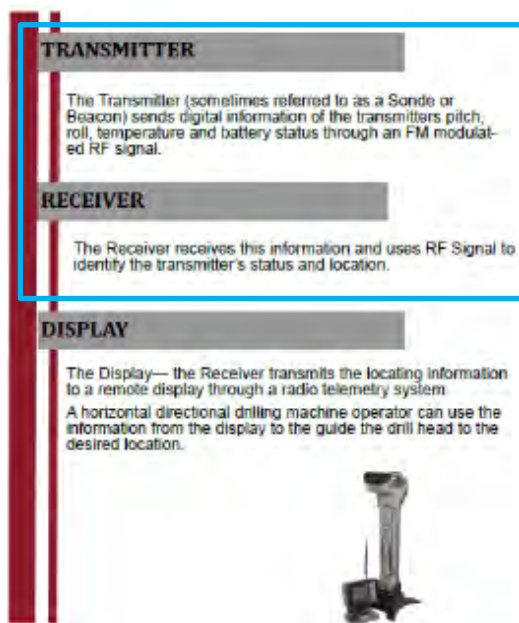 TRANSMITTER
The Transmitter (sometimes referred to as a Sonde or
Beacon) sends digital information of the transmitters pitch,
roll, temperature and battery status through an FM modulat-
ed RF signal.
RECEIVER
The Receiver receives this information and uses RF Signal to
identify the transmitter's status and location.
DISPLAY
The Display— the Receiver transmits the locating information
to a remote display through a radio telemetry system
A horizontal directional drilling machine operator can use the
information from the display to the guide the drill head to the
desired location.